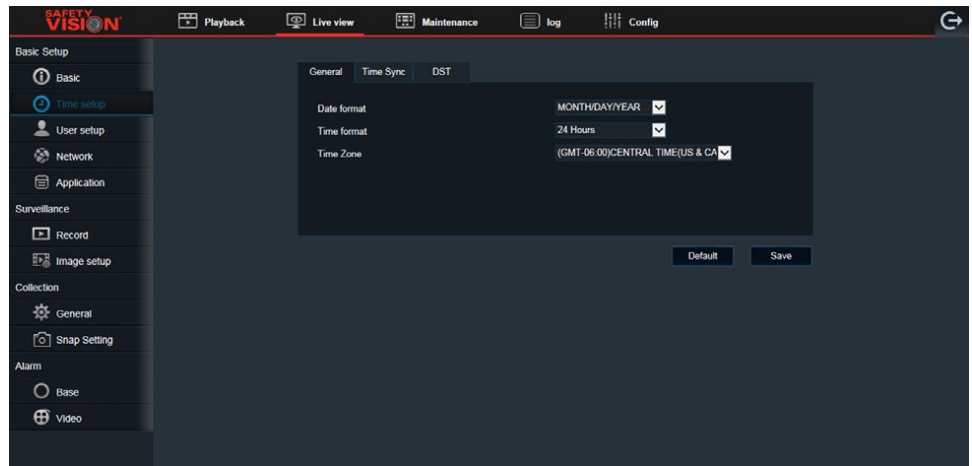 SAFETY VISION
Playback
Live view
Maintenance
log
Config
Basic Setup
Basic
Time setup
User setup
Network
Application
Surveillance
Record
Image setup
Collection
General
Snap Setting
Alarm
Base
Video
General
Time Sync
DST
Date format
MONTH/DAY/YEAR
Time format
24 Hours
Time Zone
(GMT-06:00)CENTRAL TIME(US & CA
Default
Save